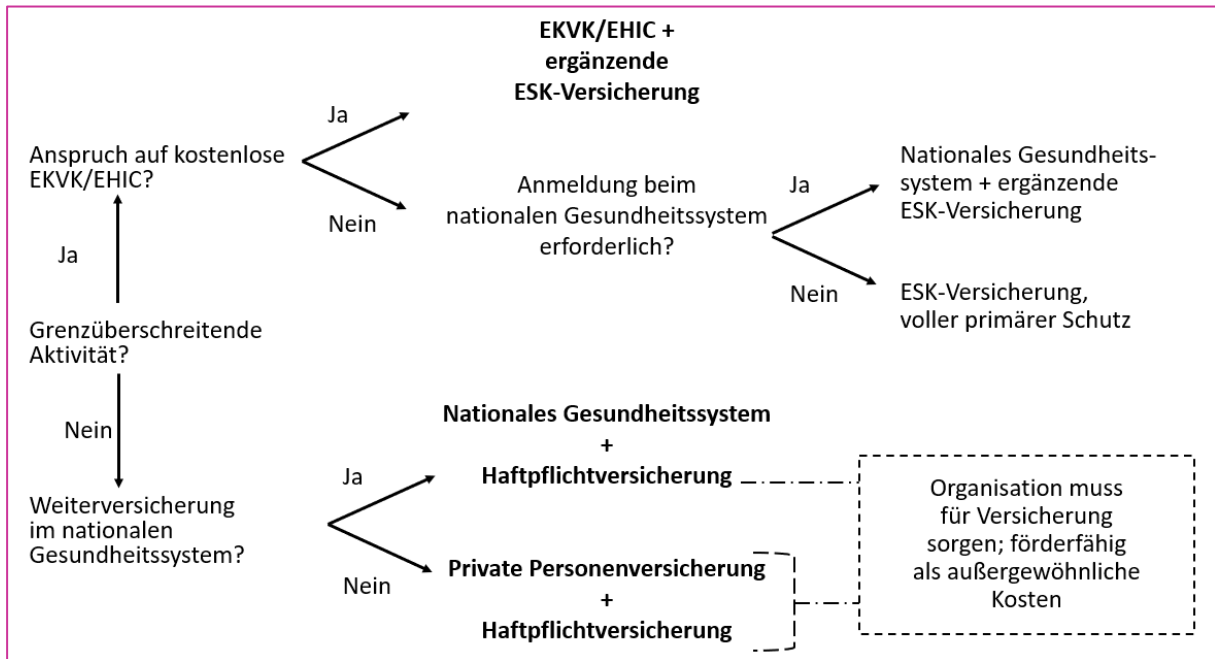 EKVK/EHIC +
ergänzende
ESK-Versicherung
Ja
Anspruch auf kostenlose
EKVK/EHIC?
Nein
Anmeldung beim
nationalen Gesundheitssystem
erforderlich?
Ja
Nationales Gesundheits-
system + ergänzende
ESK-Versicherung
Nein
ESK-Versicherung,
voller primärer Schutz
Ja
Grenzüberschreitende
Aktivität?
Nein
Weiterversicherung
im nationalen
Gesundheitssystem?
Ja
Nationales Gesundheitssystem
+
Haftpflichtversicherung
Nein
Private Personenversicherung
+
Haftpflichtversicherung
Organisation muss
für Versicherung
sorgen; förderfähig
als außergewöhnliche
Kosten